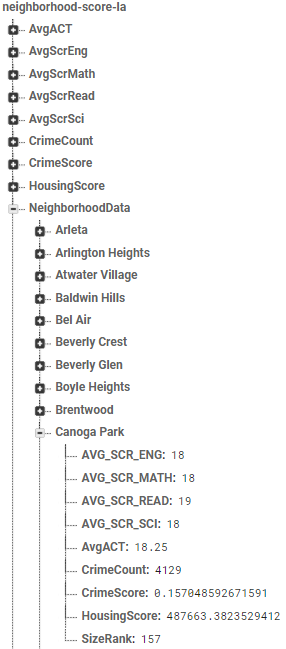 neighborhood-score-la
AvgACT
AvgScrEng
AvgScrMath
AvgScrRead
AvgScrSci
CrimeCount
CrimeScore
HousingScore
NeighborhoodData
Arleta
Arlington Heights
Atwater Village
Baldwin Hills
Bel Air
Beverly Crest
Beverly Glen
Boyle Heights
Brentwood
Canoga Park
AVG_SCR_ENG: 18
AVG_SCR_MATH: 18
AVG_SCR_READ: 19
AVG_SCR_SCI: 18
AvgACT: 18.25
CrimeCount: 4129
CrimeScore: 0.157048592671591
HousingScore: 487663.3823529412
SizeRank: 157